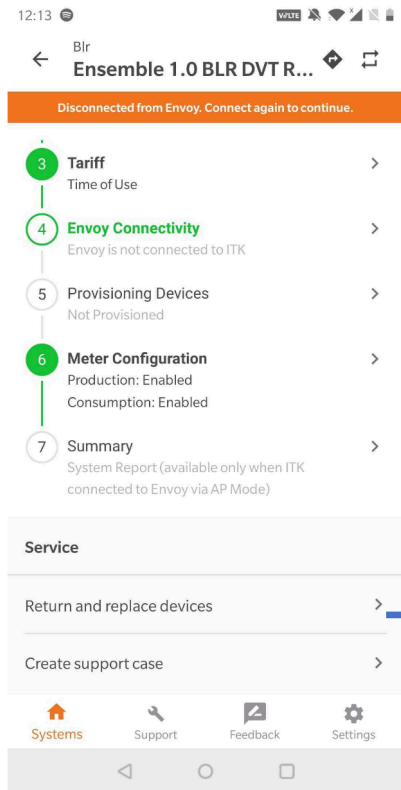 12:13
VoLTE
Blr
Ensemble 1.0 BLR DVT R...
Disconnected from Envoy. Connect again to continue.
3 Tariff
Time of Use
4 Envoy Connectivity
Envoy is not connected to ITK
5 Provisioning Devices
Not Provisioned
6 Meter Configuration
Production: Enabled
Consumption: Enabled
7 Summary
System Report (available only when ITK
connected to Envoy via AP Mode)
Service
Return and replace devices
Create support case
Systems Support Feedback Settings